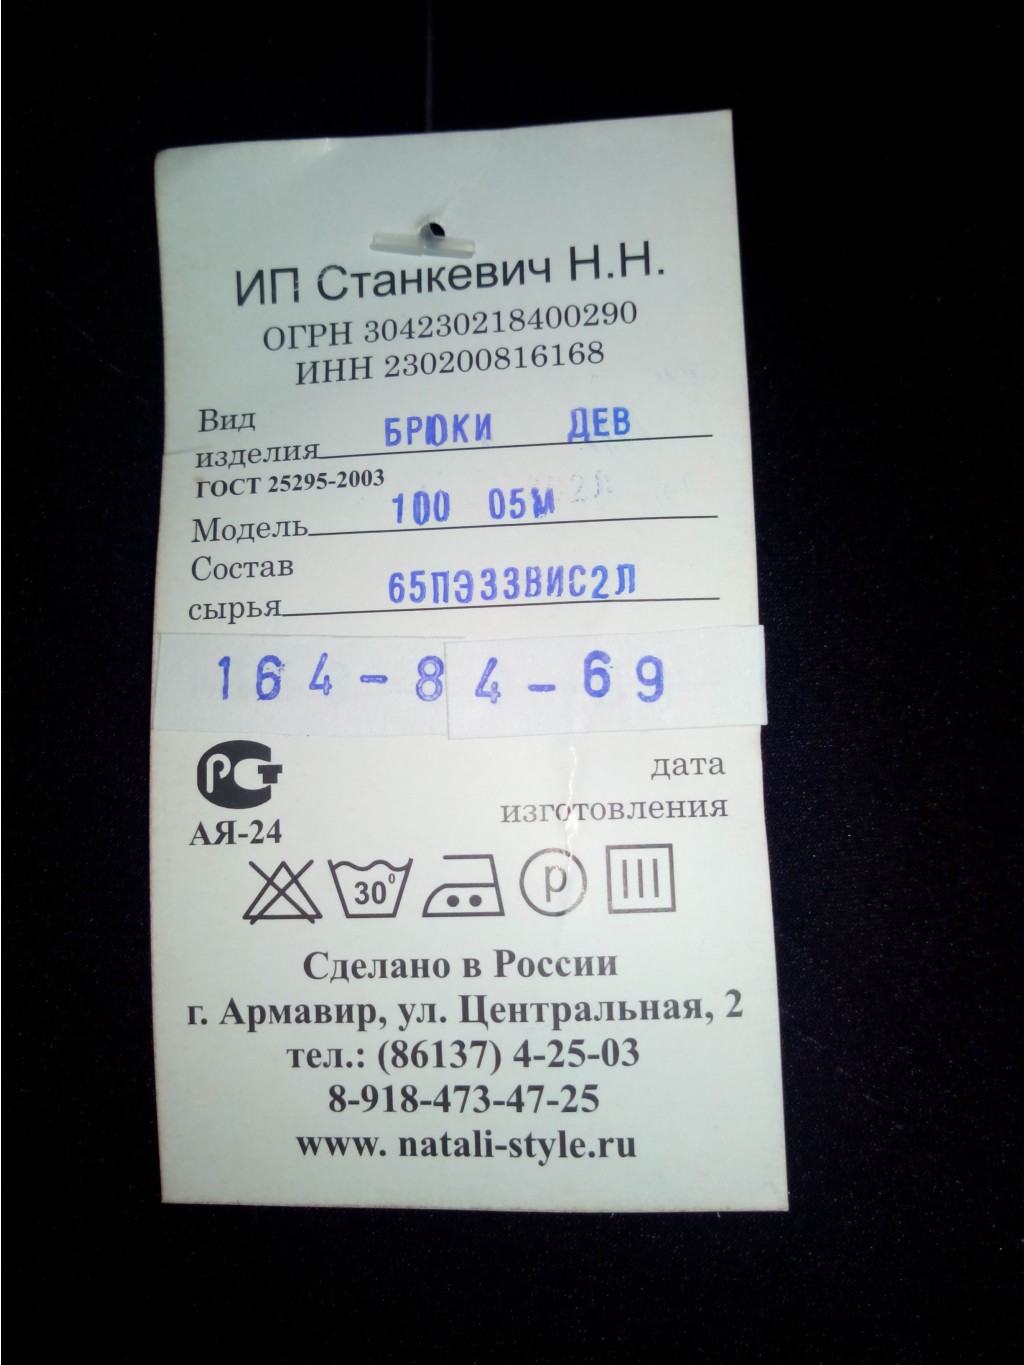 ИП Станкевич Н.Н.
ОГРН 304230218400290
ИНН 230200816168
Вид
изделия БРЮКИ ДЕВ
ГОСТ 25295-2003
Модель 100 05М
Состав
сырья 65ПЭ33ВИС2Л
164-84-69
РСТ
АЯ-24
дата
изготовления
30°
P
Сделано в России
г. Армавир, ул. Центральная, 2
тел.: (86137) 4-25-03
8-918-473-47-25
www. natali-style.ru